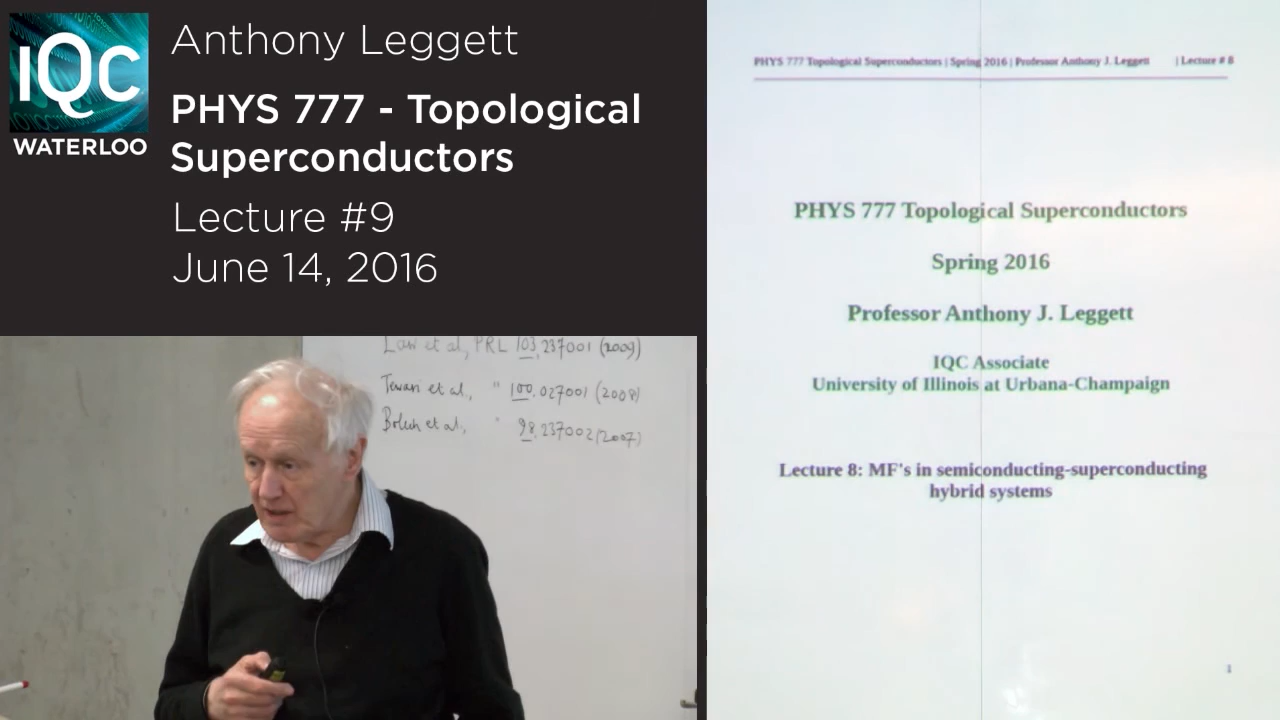 IQC
WATERLOO
Anthony Leggett
PHYS 777 - Topological
Superconductors
Lecture #9
June 14, 2016
Law et al., PRL 103, 237001 (2009)
Tewari et al., " 100, 027001 (2008)
Bolech et al., " 98, 237002 (2007)
PHYS 777 Topological Superconductors | Spring 2016 | Professor Anthony J. Leggett | Lecture # 8
PHYS 777 Topological Superconductors
Spring 2016
Professor Anthony J. Leggett
IQC Associate
University of Illinois at Urbana-Champaign
Lecture 8: MF's in semiconducting-superconducting
hybrid systems
1